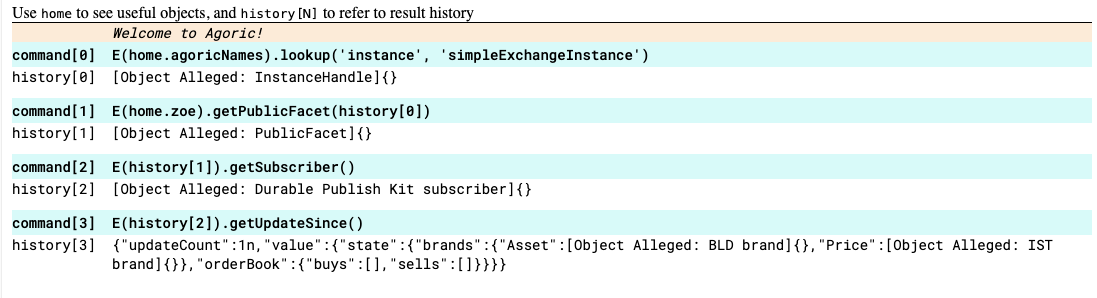 Use home to see useful objects, and history[N] to refer to result history
Welcome to Agoric!
command[0] E(home.agoricNames).lookup('instance', 'simpleExchangeInstance')
history[0] [Object Alleged: InstanceHandle]{}
command[1] E(home.zoe).getPublicFacet(history[0])
history[1] [Object Alleged: PublicFacet]{}
command[2] E(history[1]).getSubscriber()
history[2] [Object Alleged: Durable Publish Kit subscriber]{}
command[3] E(history[2]).getUpdateSince()
history[3] {"updateCount":1n,"value":{"state":{"brands":{"Asset":[Object Alleged: BLD brand]{},"Price":[Object Alleged: IST
brand]{}},"orderBook":{"buys":[],"sells":[]}}}}